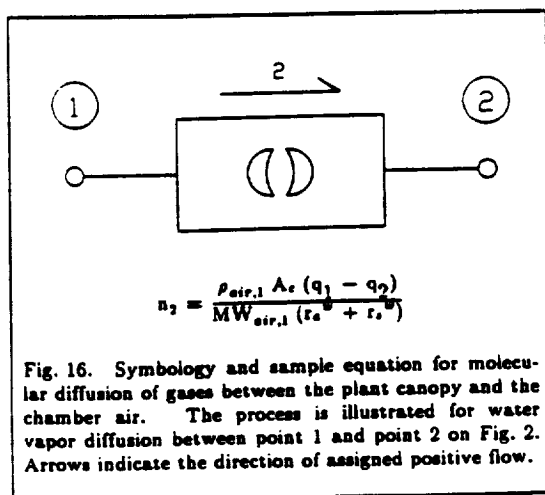 2
1
2
n₂ = ρair,1 Ac (q₁ − q₂) / MWair,1 (rₐʷ + rₛʷ)
Fig. 16. Symbology and sample equation for molecu-
lar diffusion of gases between the plant canopy and the
chamber air. The process is illustrated for water
vapor diffusion between point 1 and point 2 on Fig. 2.
Arrows indicate the direction of assigned positive flow.